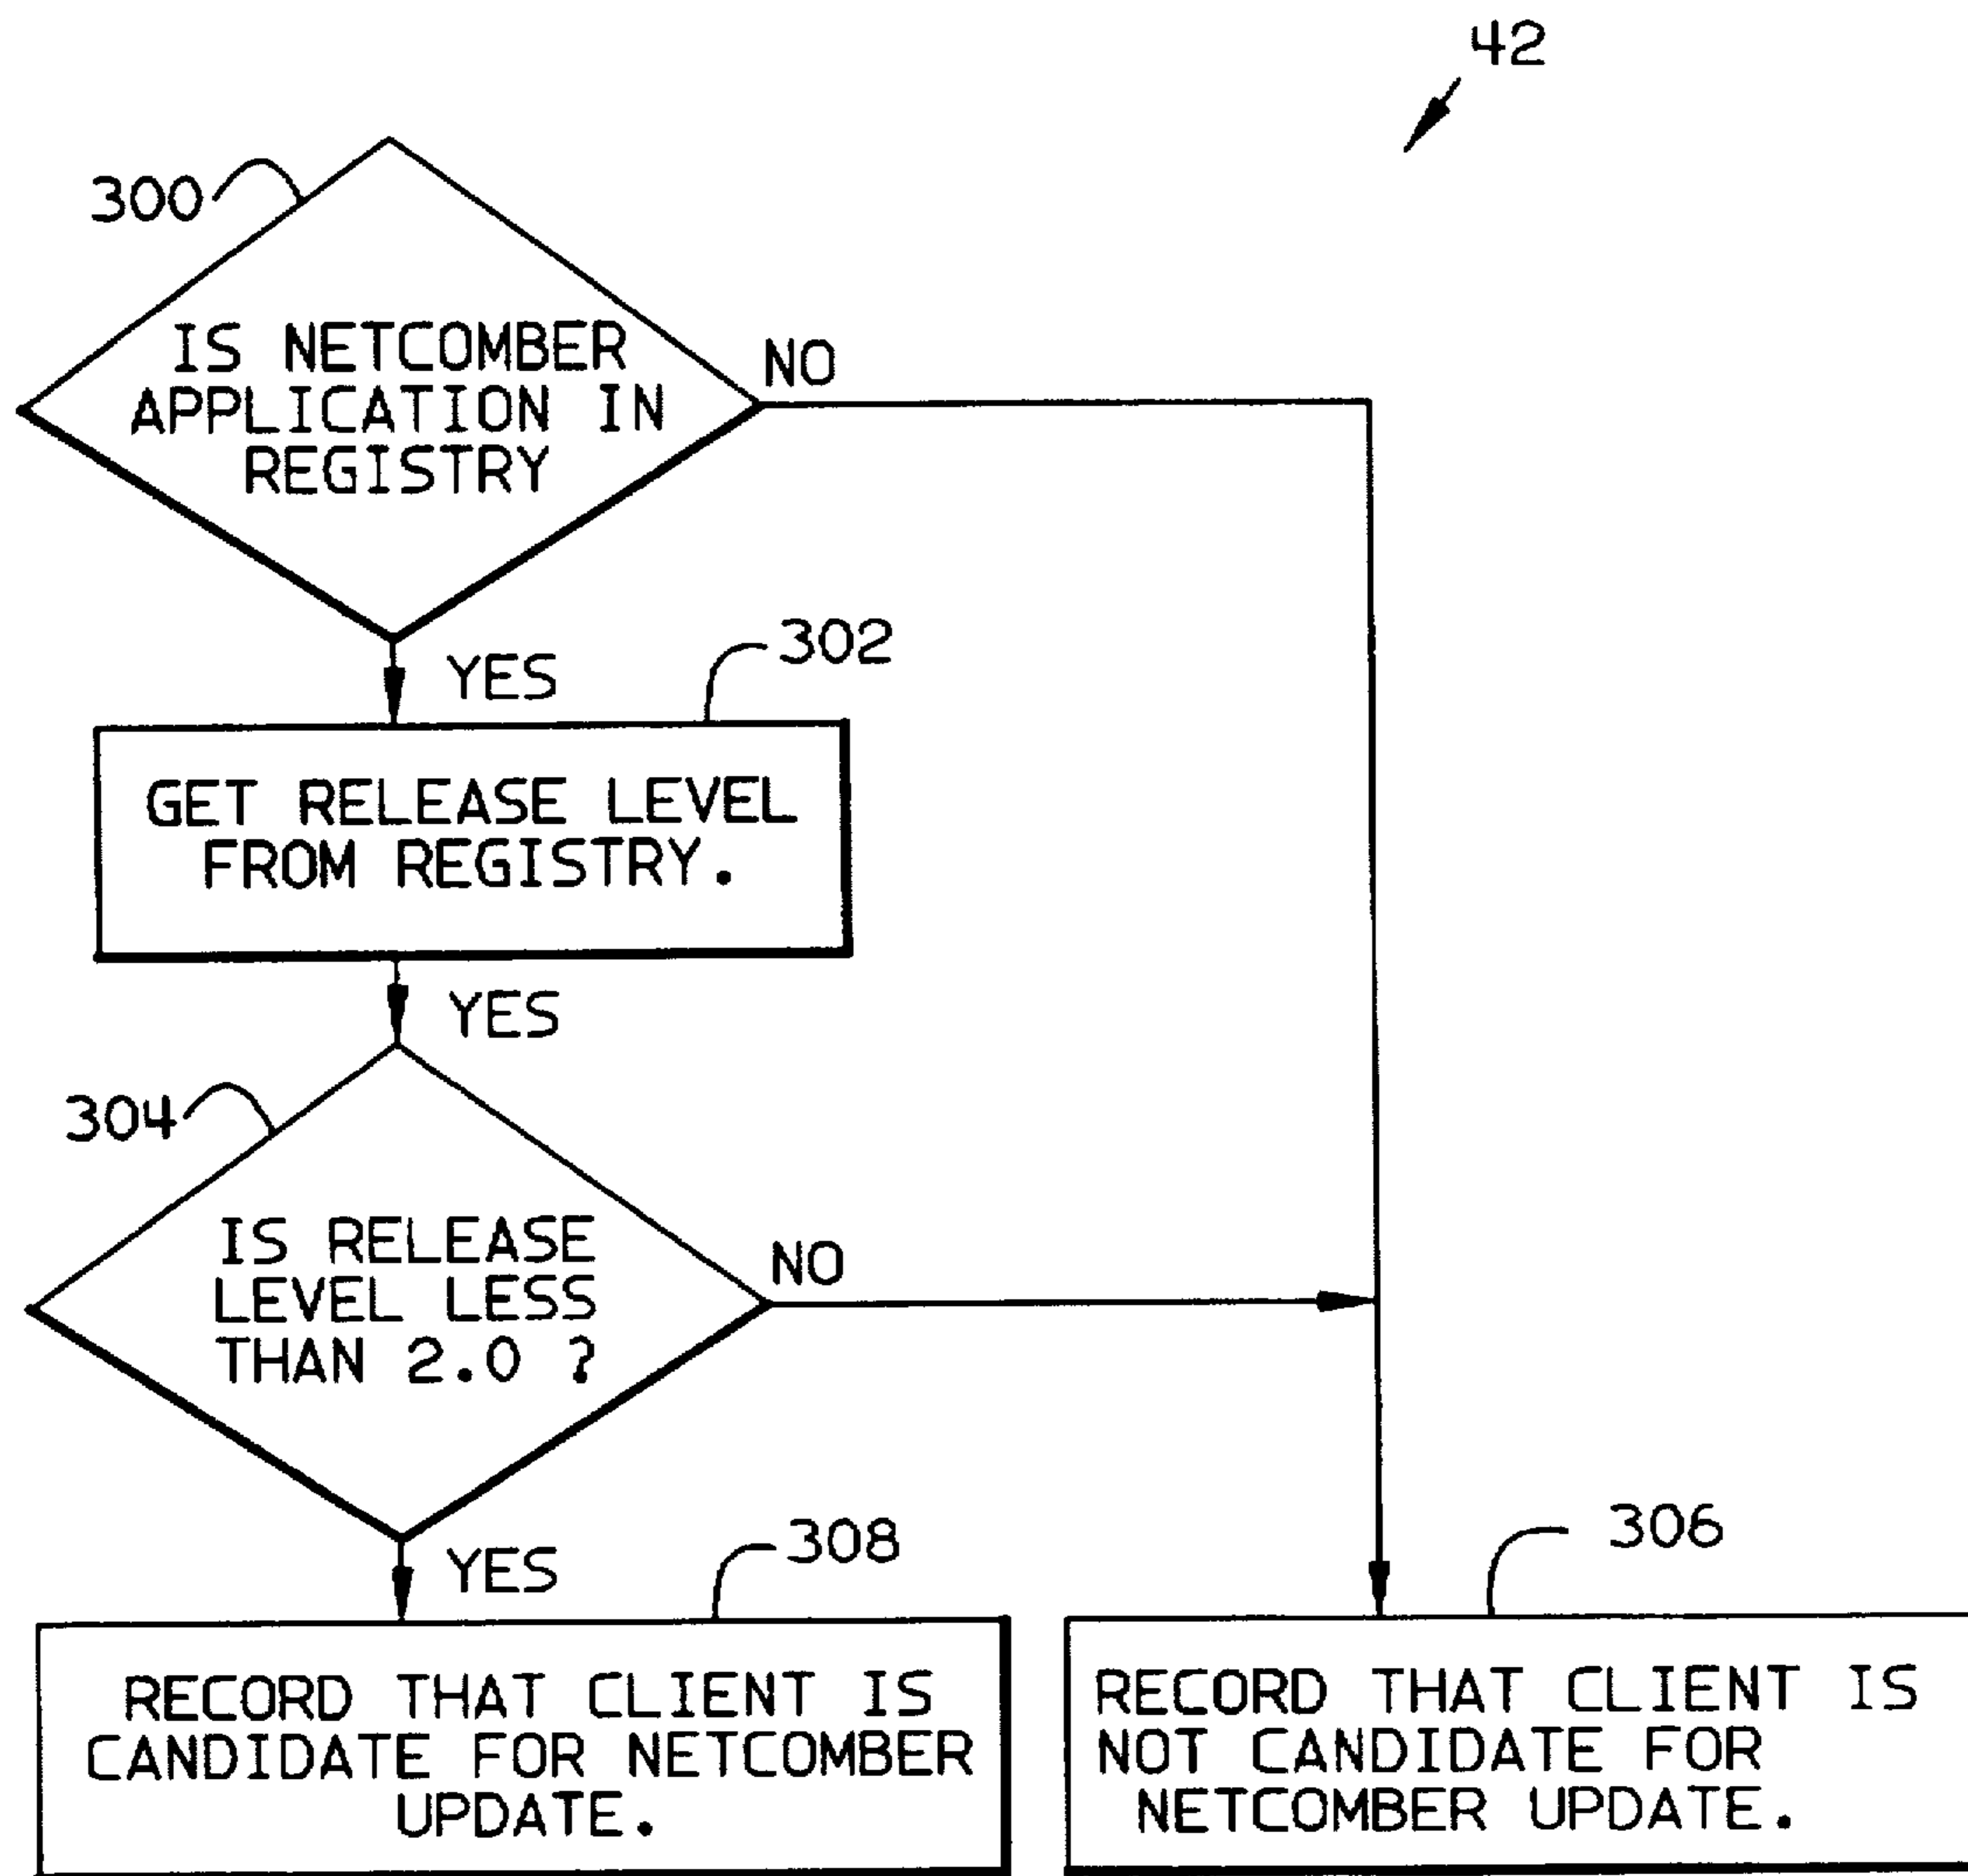 42
300
IS NETCOMBER
APPLICATION IN
REGISTRY
NO
YES
302
GET RELEASE LEVEL
FROM REGISTRY.
YES
304
IS RELEASE
LEVEL LESS
THAN 2.0 ?
NO
YES
308
RECORD THAT CLIENT IS
CANDIDATE FOR NETCOMBER
UPDATE.
306
RECORD THAT CLIENT IS
NOT CANDIDATE FOR
NETCOMBER UPDATE.